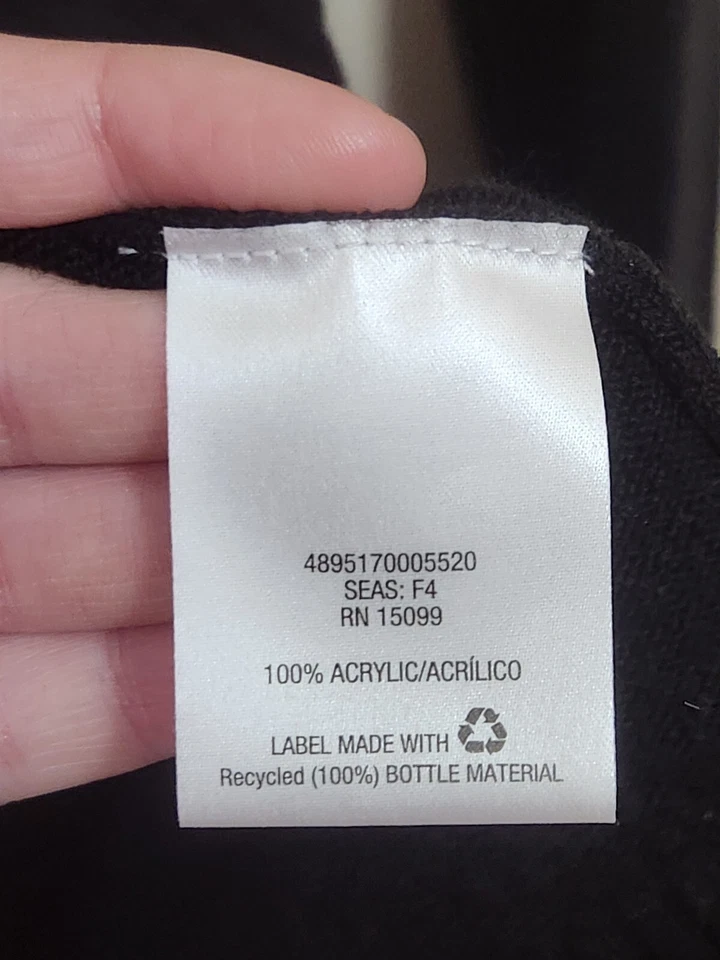 4895170005520
SEAS: F4
RN 15099
100% ACRYLIC/ACRÍLICO
LABEL MADE WITH
Recycled (100%) BOTTLE MATERIAL